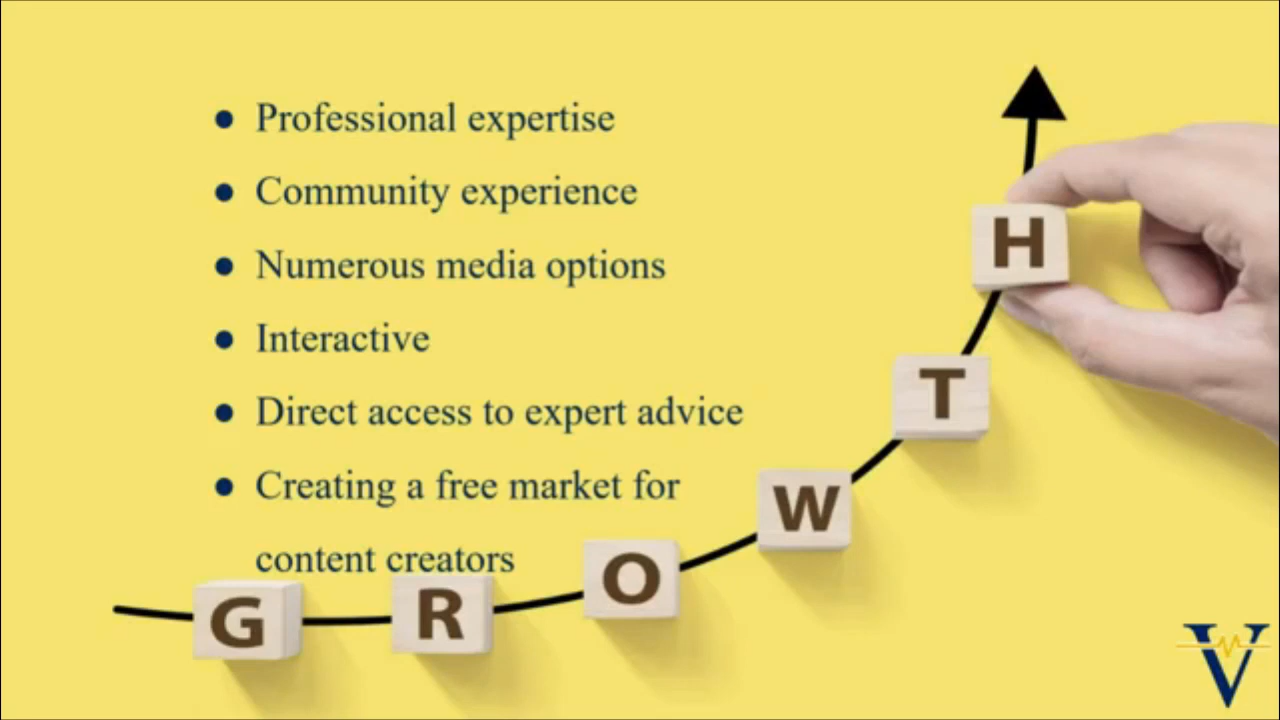 ● Professional expertise
● Community experience
● Numerous media options
● Interactive
● Direct access to expert advice
● Creating a free market for
content creators
G R O W T H
V